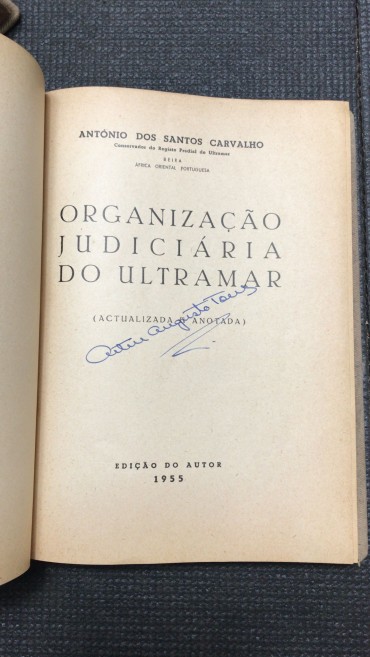 ANTÓNIO DOS SANTOS CARVALHO
Conservador do Registo Predial do Ultramar
BEIRA
ÁFRICA ORIENTAL PORTUGUESA
ORGANIZAÇÃO
JUDICIÁRIA
DO ULTRAMAR
(ACTUALIZADA E ANOTADA)
Augusto
EDIÇÃO DO AUTOR
1955